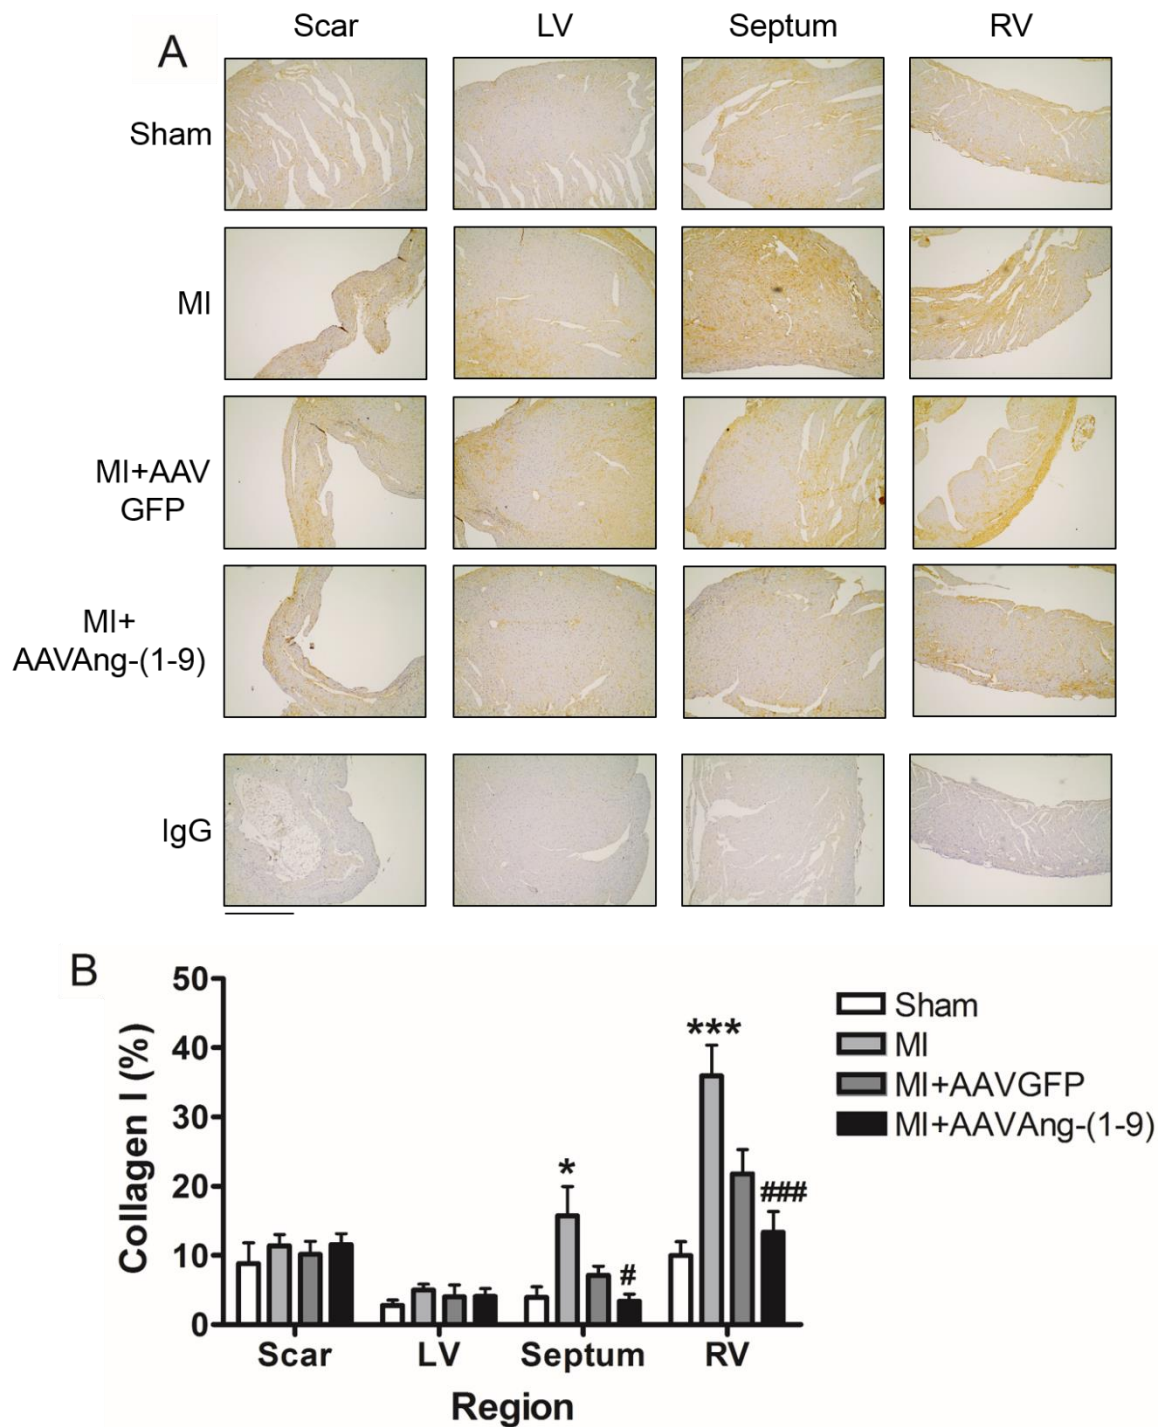 A
Scar LV Septum RV
Sham
MI
MI+AAV
GFP
MI+
AAVAng-(1-9)
IgG
B
Collagen I (%)
50
40
30
20
10
0
***
*
###
#
Sham
MI
MI+AAVGFP
MI+AAVAng-(1-9)
Scar LV Septum RV
Region